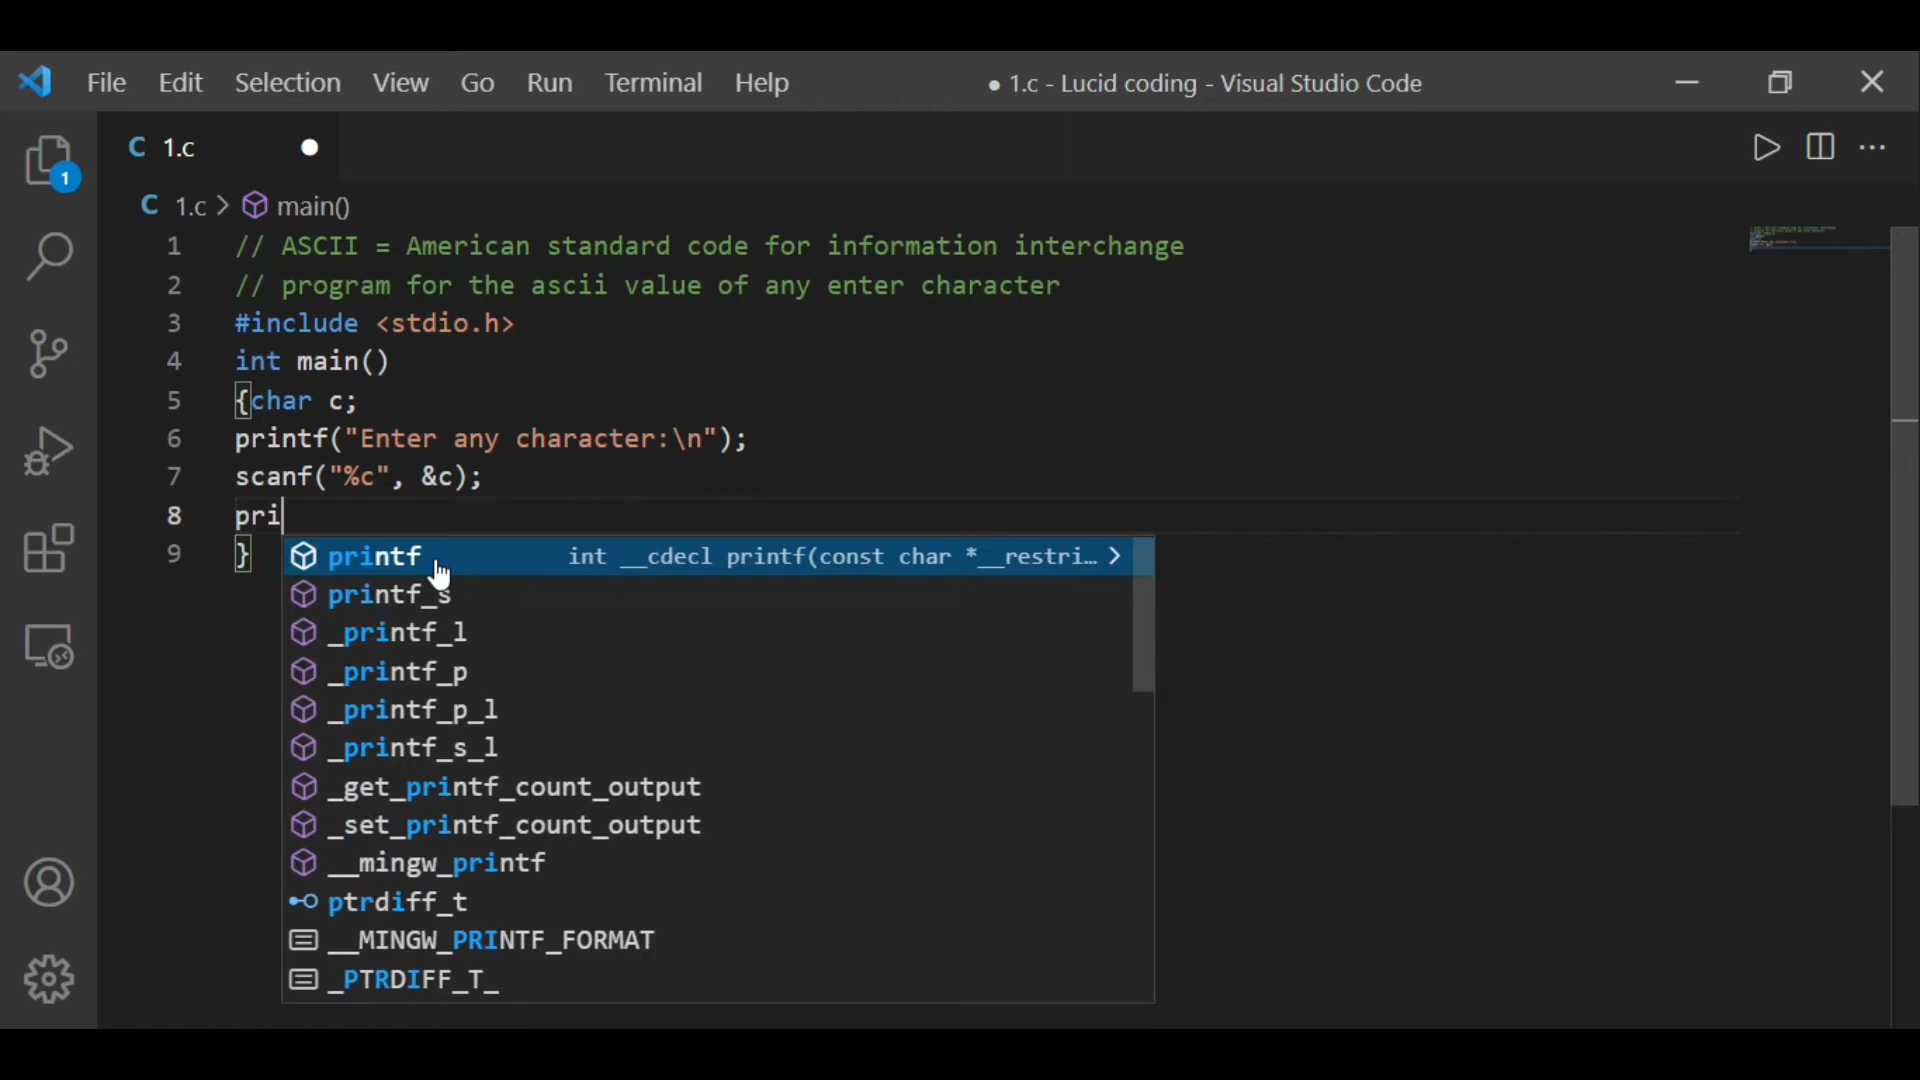 File Edit Selection View Go Run Terminal Help ● 1.c - Lucid coding - Visual Studio Code
C 1.c ●
1
C 1.c > main()
1 // ASCII = American standard code for information interchange
2 // program for the ascii value of any enter character
3 #include <stdio.h>
4 int main()
5 {char c;
6 printf("Enter any character:\n");
7 scanf("%c", &c);
8 pri
9 }
printf int __cdecl printf(const char *__restri… >
printf_s
_printf_l
_printf_p
_printf_p_l
_printf_s_l
_get_printf_count_output
_set_printf_count_output
__mingw_printf
ptrdiff_t
__MINGW_PRINTF_FORMAT
_PTRDIFF_T_